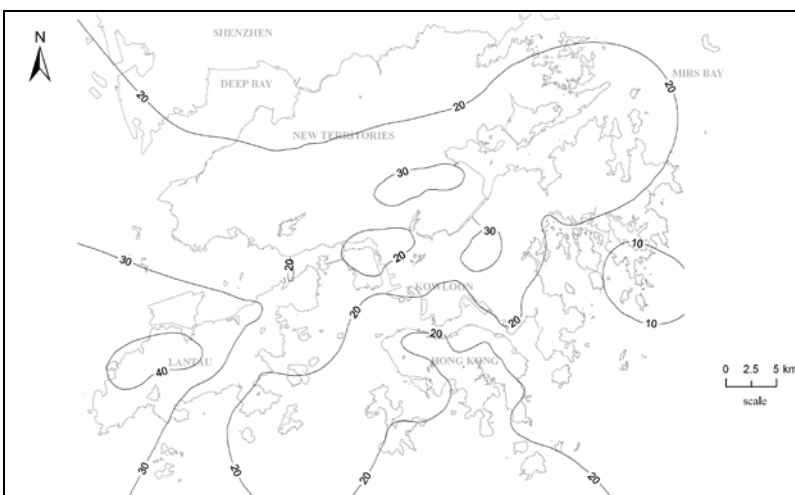 N
SHENZHEN
MIRS BAY
DEEP BAY
20
20
20
NEW TERRITORIES
30
30
10
20
30
20
KOWLOON
20
20
10
20
LANTAU
HONG KONG
40
0 2.5 5 km
scale
30
20
20
20